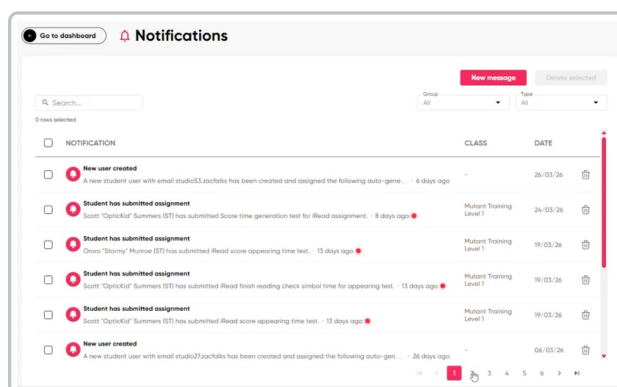 Go to dashboard
Notifications
New message
Delete selected
Search...
Group
All
Type
All
0 rows selected
NOTIFICATION CLASS DATE
New user created
A new student user with email studio53.zacfalks has been created and assigned the following auto-gene... · 6 days ago - 26/03/26
Student has submitted assignment
Scott "OpticKid" Summers (ST) has submitted Score time generation test for iRead assignment. · 8 days ago Mutant Training Level 1 24/03/26
Student has submitted assignment
Ororo "Stormy" Munroe (ST) has submitted iRead score appearing time test. · 13 days ago Mutant Training Level 1 19/03/26
Student has submitted assignment
Scott "OpticKid" Summers (ST) has submitted iRead finish reading check simbol time for appearing test. · 13 days ago Mutant Training Level 1 19/03/26
Student has submitted assignment
Scott "OpticKid" Summers (ST) has submitted iRead score appearing time test. · 13 days ago Mutant Training Level 1 19/03/26
New user created
A new student user with email studio27.zacfalks has been created and assigned the following auto-gen... · 26 days ago - 06/03/26
1 2 3 4 5 6